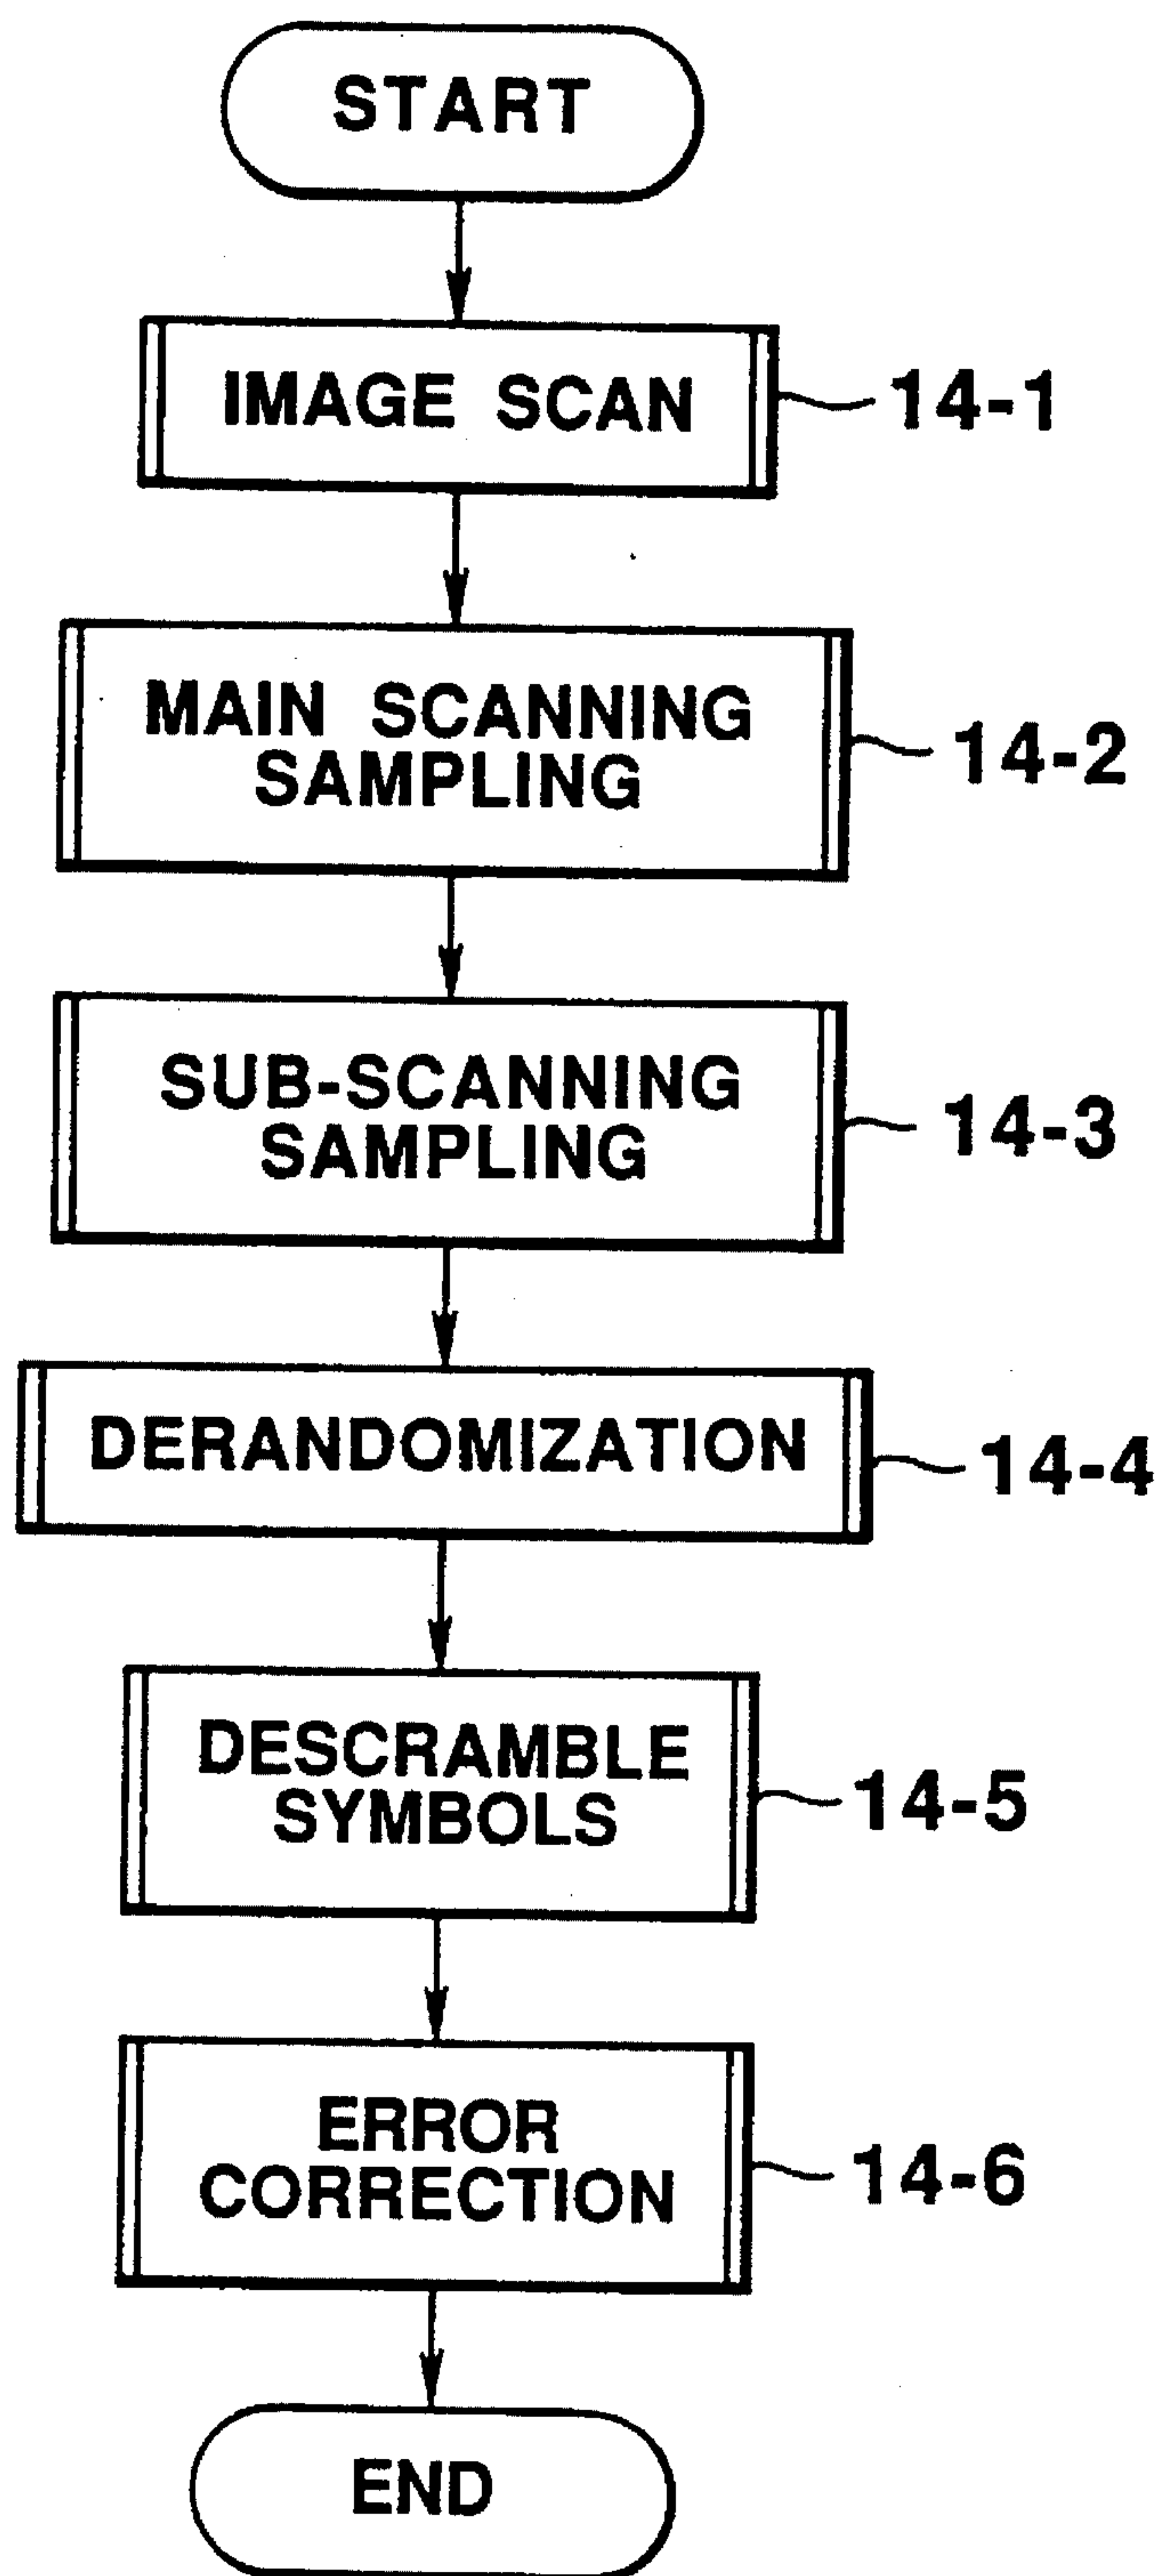 START
IMAGE SCAN
14-1
MAIN SCANNING
SAMPLING
14-2
SUB-SCANNING
SAMPLING
14-3
DERANDOMIZATION
14-4
DESCRAMBLE
SYMBOLS
14-5
ERROR
CORRECTION
14-6
END